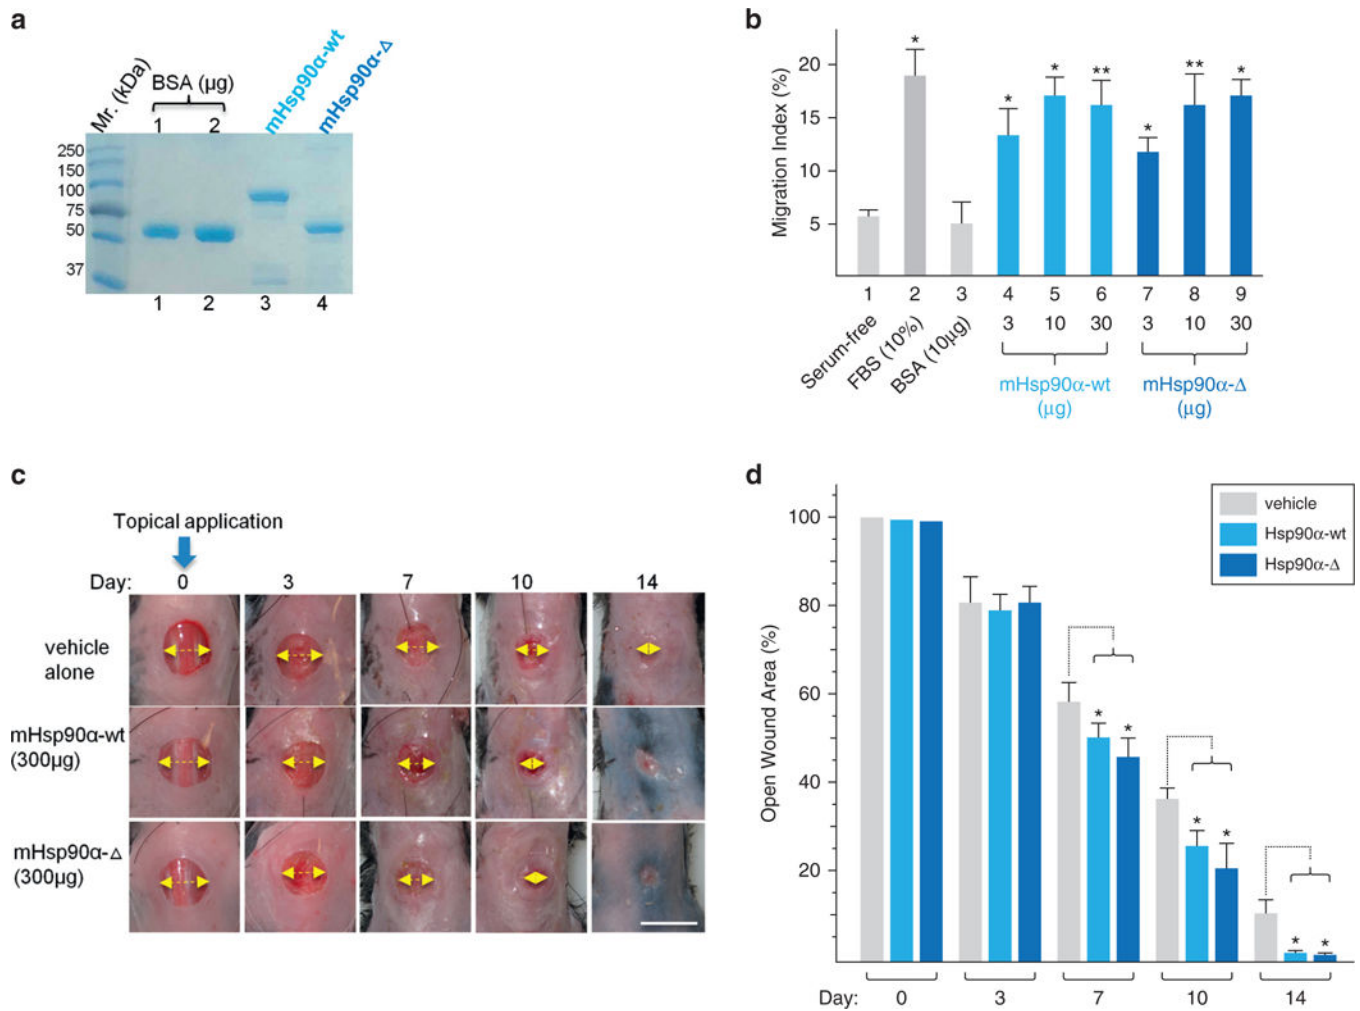 a
Mr. (kDa)
BSA (µg)
1 2
mHsp90α-wt
mHsp90α-Δ
250
150
100
75
50
37
1 2 3 4
b
Migration Index (%)
20
15
10
5
* * * ** * ** *
1 2 3 4 5 6 7 8 9
Serum-free
FBS (10%)
BSA (10µg)
3 10 30 3 10 30
mHsp90α-wt
(µg)
mHsp90α-Δ
(µg)
c
Topical application
Day: 0 3 7 10 14
vehicle
alone
mHsp90α-wt
(300µg)
mHsp90α-Δ
(300µg)
d
vehicle
Hsp90α-wt
Hsp90α-Δ
Open Wound Area (%)
100
80
60
40
20
* *
* *
* *
Day: 0 3 7 10 14